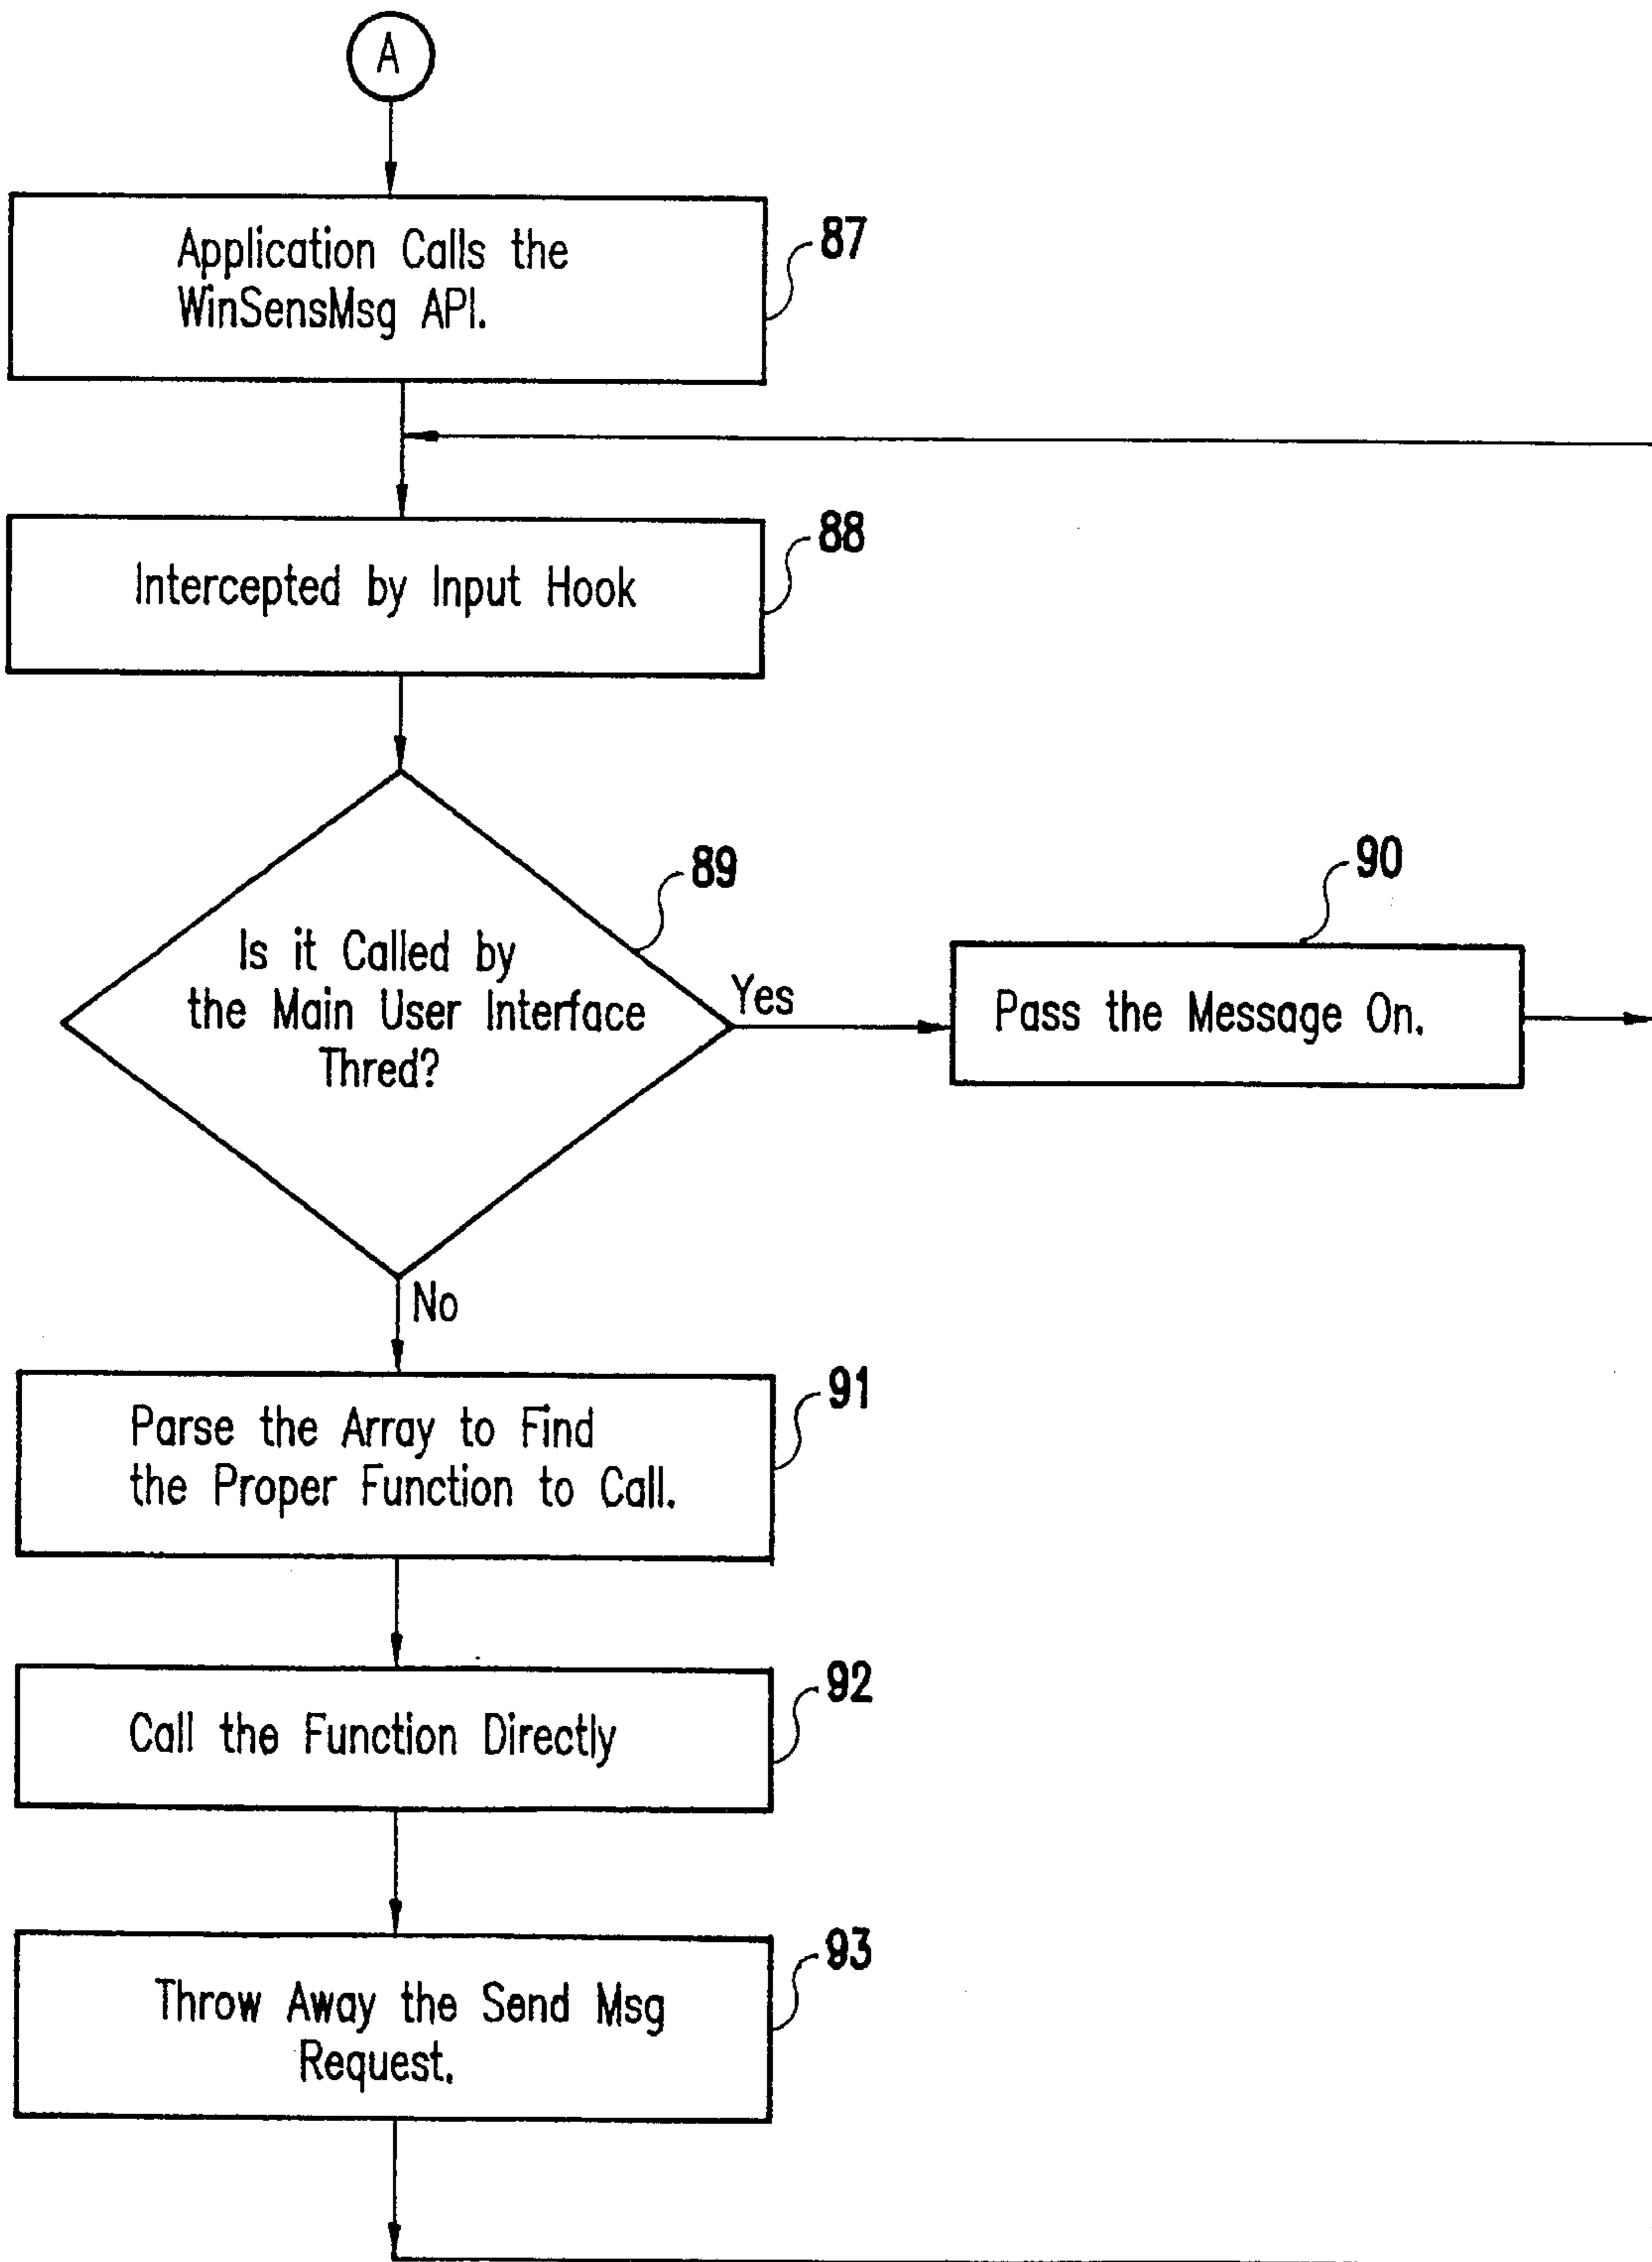 A
Application Calls the
WinSensMsg API.
87
Intercepted by Input Hook
88
89
Is it Called by
the Main User Interface
Thred?
Yes
90
Pass the Message On.
No
Parse the Array to Find
the Proper Function to Call.
91
Call the Function Directly
92
Throw Away the Send Msg
Request.
93